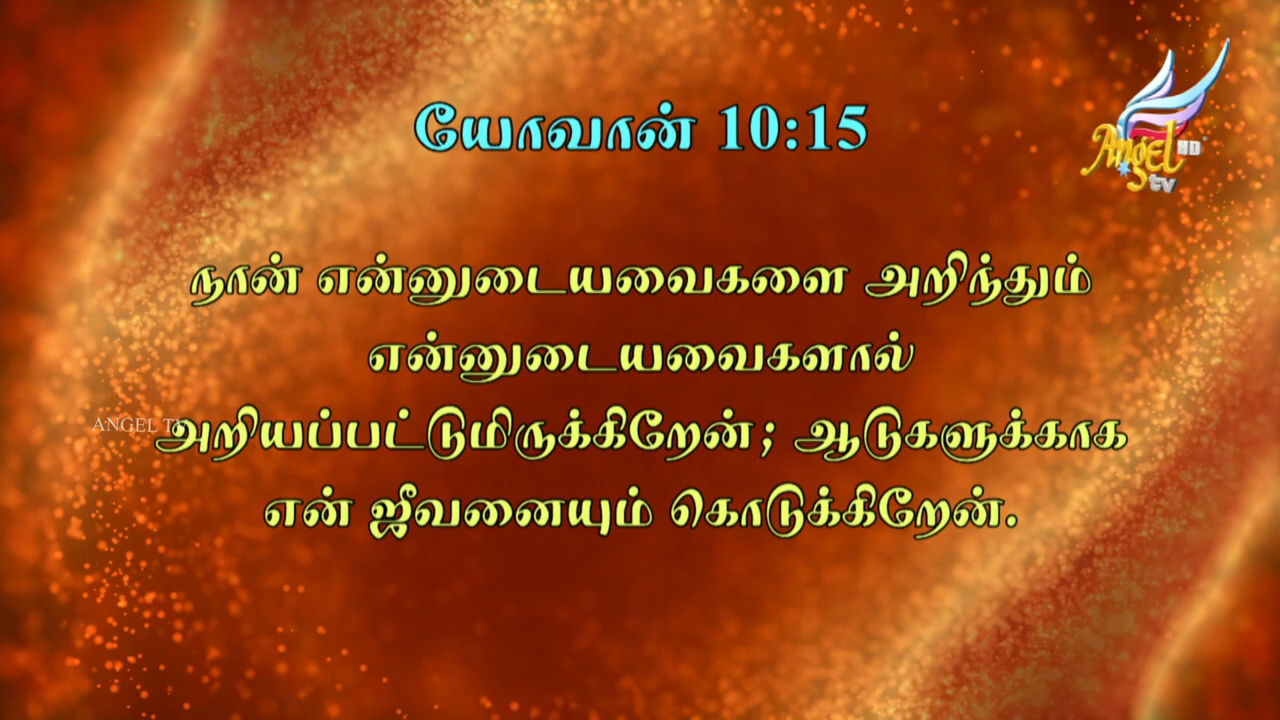 யோவான் 10:15
Angel HD
tv
நான் என்னுடையவைகளை அறிந்தும்
என்னுடையவைகளால்
ANGEL TV
அறியப்பட்டுமிருக்கிறேன்; ஆடுகளுக்காக
என் ஜீவனையும் கொடுக்கிறேன்.